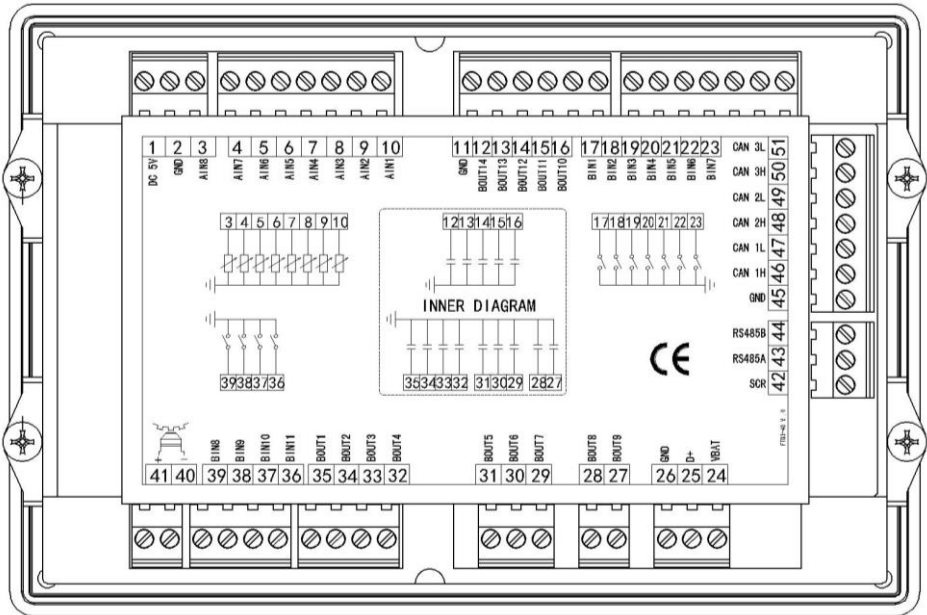 1 2 3 4 5 6 7 8 9 10 11 12 13 14 15 16 17 18 19 20 21 22 23
DC 5V GND AIN8 AIN7 AIN6 AIN5 AIN4 AIN3 AIN2 AIN1 GND BOUT14 BOUT13 BOUT12 BOUT11 BOUT10 BIN1 BIN2 BIN3 BIN4 BIN5 BIN6 BIN7
CAN 3L 51
CAN 3H 50
CAN 2L 49
CAN 2H 48
CAN 1L 47
CAN 1H 46
GND 45
RS485B 44
RS485A 43
SCR 42
3 4 5 6 7 8 9 10
12 13 14 15 16
17 18 19 20 21 22 23
INNER DIAGRAM
39 38 37 36
35 34 33 32 31 30 29 28 27
CE
- +
BIN8 BIN9 BIN10 BIN11 BOUT1 BOUT2 BOUT3 BOUT4 BOUT5 BOUT6 BOUT7 BOUT8 BOUT9 GND D+ VBAT
41 40 39 38 37 36 35 34 33 32 31 30 29 28 27 26 25 24